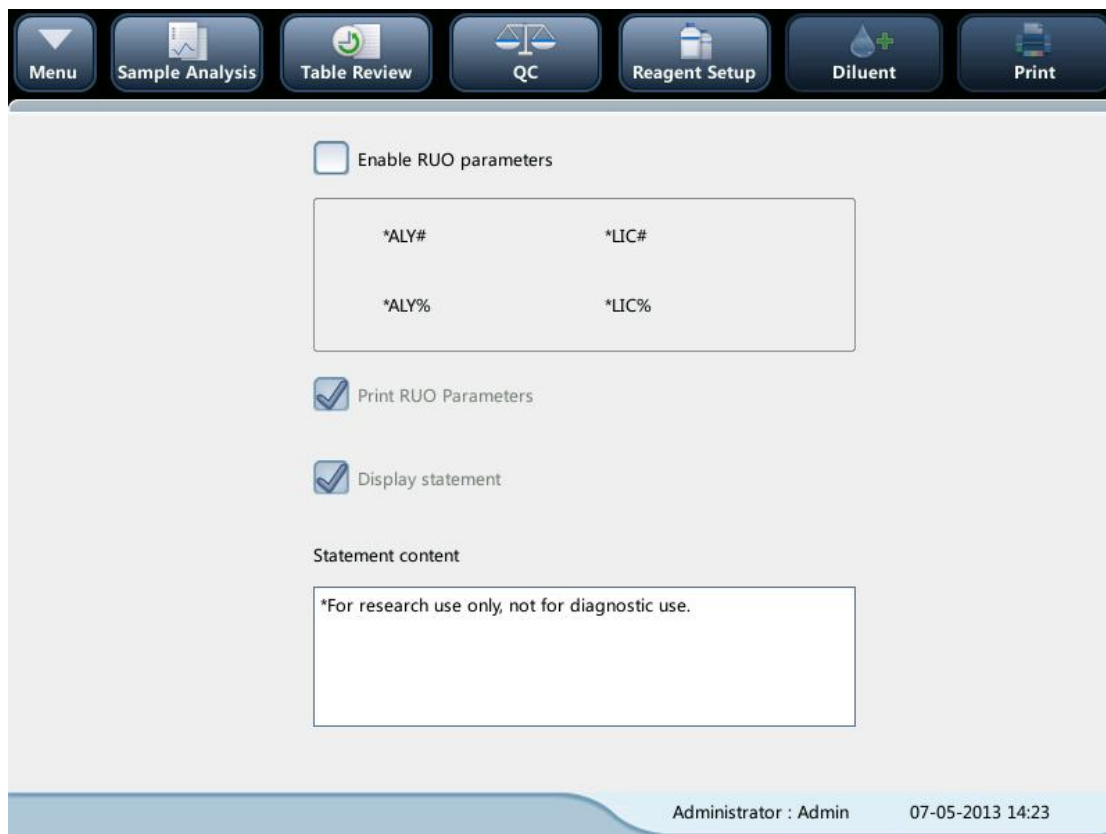 Menu Sample Analysis Table Review QC Reagent Setup Diluent Print
Enable RUO parameters
*ALY# *LIC#
*ALY% *LIC%
Print RUO Parameters
Display statement
Statement content
*For research use only, not for diagnostic use.
Administrator : Admin 07-05-2013 14:23